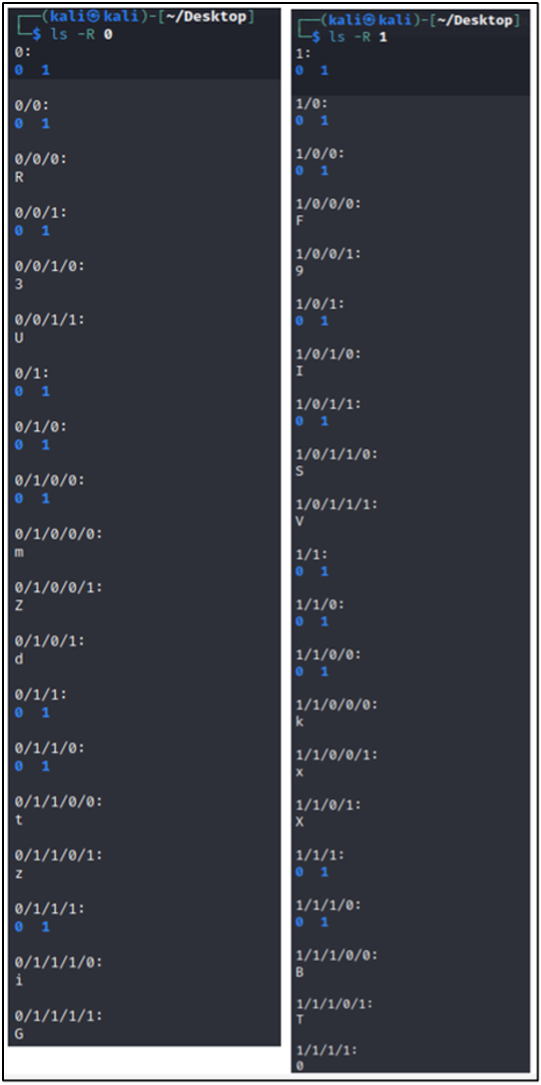 ┌──(kali㉿kali)-[~/Desktop]
└─$ ls -R 0
0:
0 1
0/0:
0 1
0/0/0:
R
0/0/1:
0 1
0/0/1/0:
3
0/0/1/1:
U
0/1:
0 1
0/1/0:
0 1
0/1/0/0:
0 1
0/1/0/0/0:
m
0/1/0/0/1:
Z
0/1/0/1:
d
0/1/1:
0 1
0/1/1/0:
0 1
0/1/1/0/0:
t
0/1/1/0/1:
z
0/1/1/1:
0 1
0/1/1/1/0:
i
0/1/1/1/1:
G
┌──(kali㉿kali)-[~/Desktop]
└─$ ls -R 1
1:
0 1
1/0:
0 1
1/0/0:
0 1
1/0/0/0:
F
1/0/0/1:
9
1/0/1:
0 1
1/0/1/0:
I
1/0/1/1:
0 1
1/0/1/1/0:
S
1/0/1/1/1:
V
1/1:
0 1
1/1/0:
0 1
1/1/0/0:
0 1
1/1/0/0/0:
k
1/1/0/0/1:
x
1/1/0/1:
X
1/1/1:
0 1
1/1/1/0:
0 1
1/1/1/0/0:
B
1/1/1/0/1:
T
1/1/1/1:
0